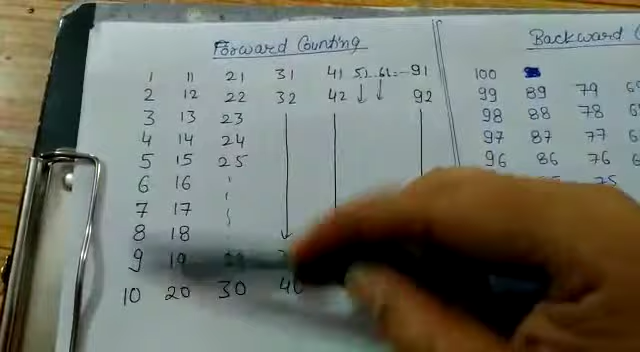 Forward Counting
Backward
1 11 21 31 41 51 61 91
2 12 22 32 42 92
3 13 23
4 14 24
5 15 25
6 16
7 17
8 18
9 19
10 20 30 40
100
99 89 79
98 88 78
97 87 77
96 86 76
75